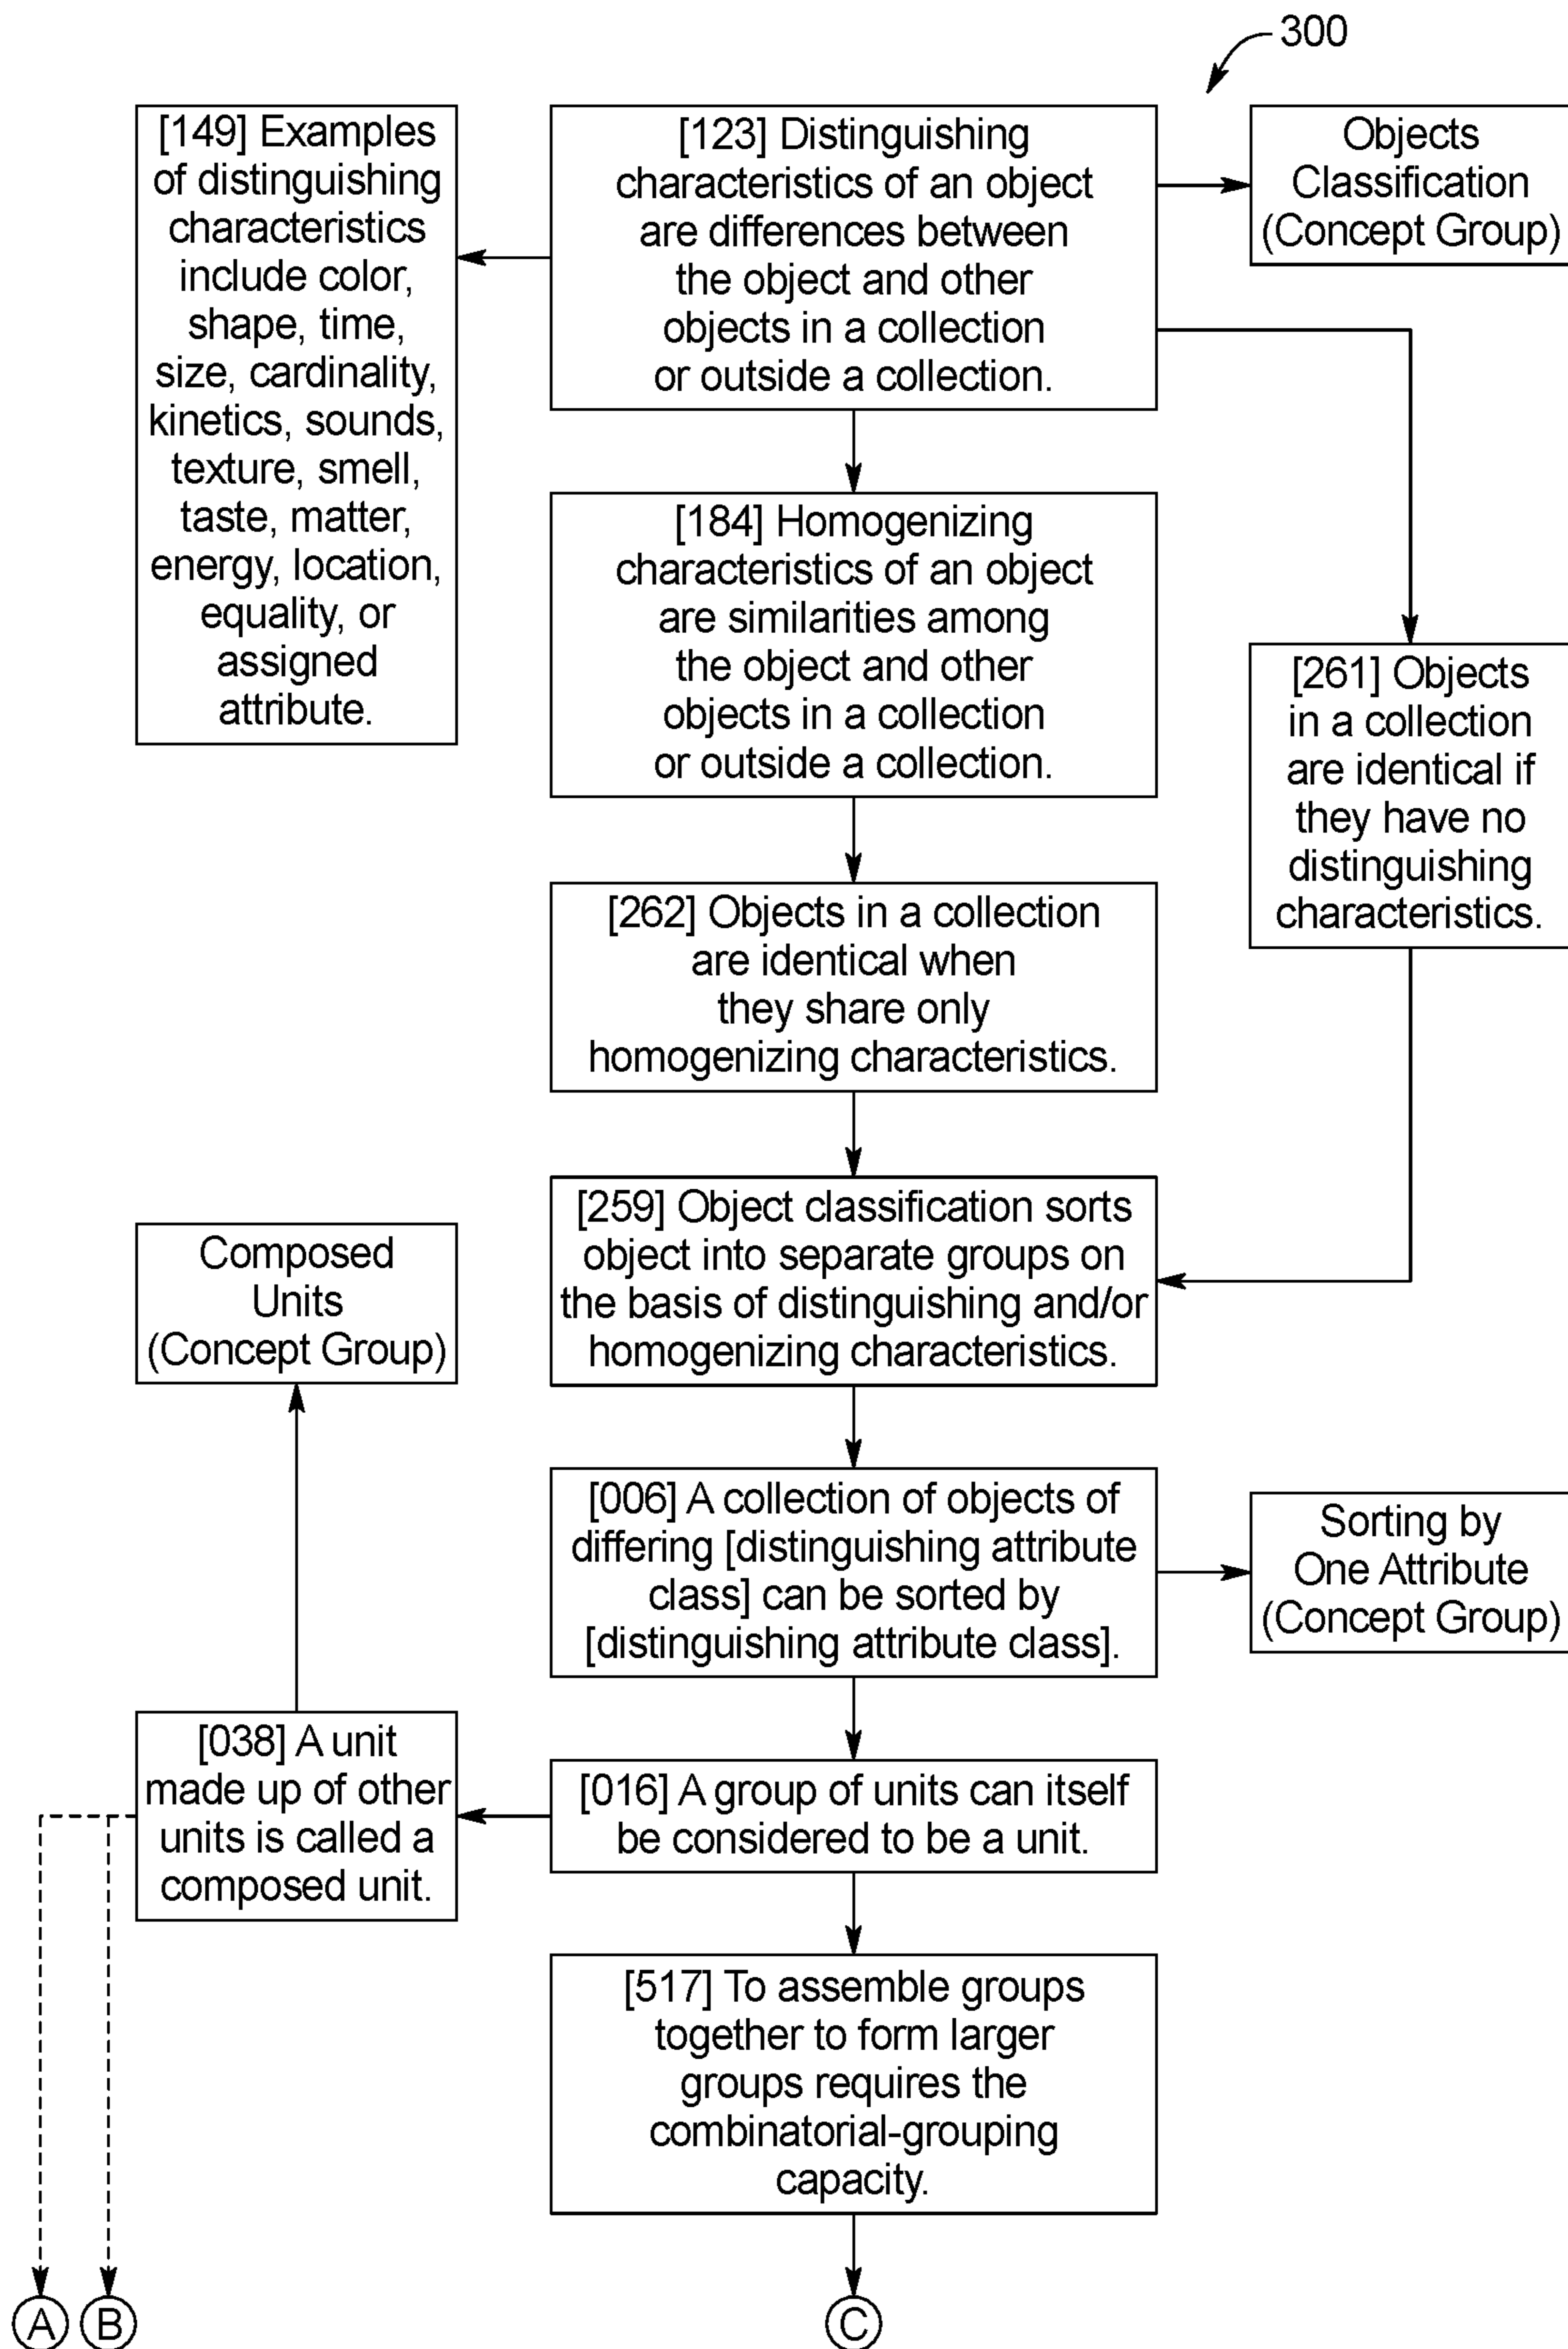 300
[149] Examples
of distinguishing
characteristics
include color,
shape, time,
size, cardinality,
kinetics, sounds,
texture, smell,
taste, matter,
energy, location,
equality, or
assigned
attribute.
[123] Distinguishing
characteristics of an object
are differences between
the object and other
objects in a collection
or outside a collection.
Objects
Classification
(Concept Group)
[184] Homogenizing
characteristics of an object
are similarities among
the object and other
objects in a collection
or outside a collection.
[261] Objects
in a collection
are identical if
they have no
distinguishing
characteristics.
[262] Objects in a collection
are identical when
they share only
homogenizing characteristics.
[259] Object classification sorts
object into separate groups on
the basis of distinguishing and/or
homogenizing characteristics.
Composed
Units
(Concept Group)
[006] A collection of objects of
differing [distinguishing attribute
class] can be sorted by
[distinguishing attribute class].
Sorting by
One Attribute
(Concept Group)
[038] A unit
made up of other
units is called a
composed unit.
[016] A group of units can itself
be considered to be a unit.
[517] To assemble groups
together to form larger
groups requires the
combinatorial-grouping
capacity.
A
B
C